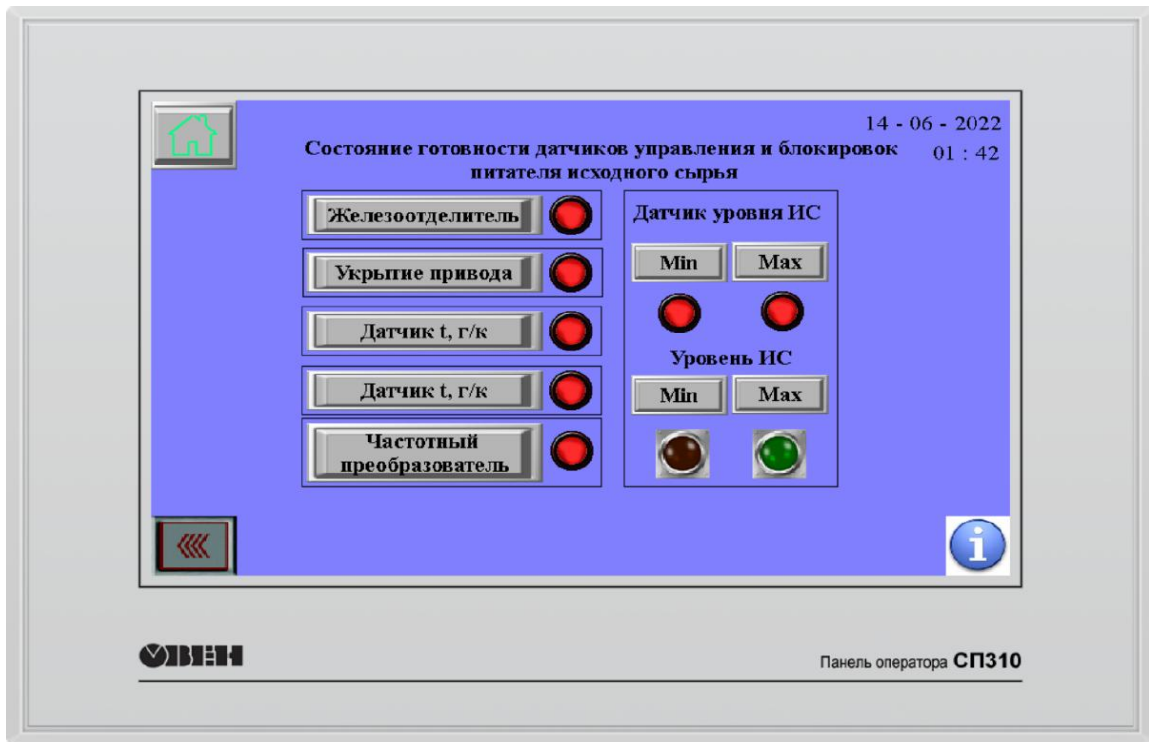 14 - 06 - 2022
01 : 42
Состояние готовности датчиков управления и блокировок
питателя исходного сырья
Железоотделитель
Укрытие привода
Датчик t, г/к
Датчик t, г/к
Частотный
преобразователь
Датчик уровня ИС
Min Max
Уровень ИС
Min Max
i
ОВЕН
Панель оператора СП310